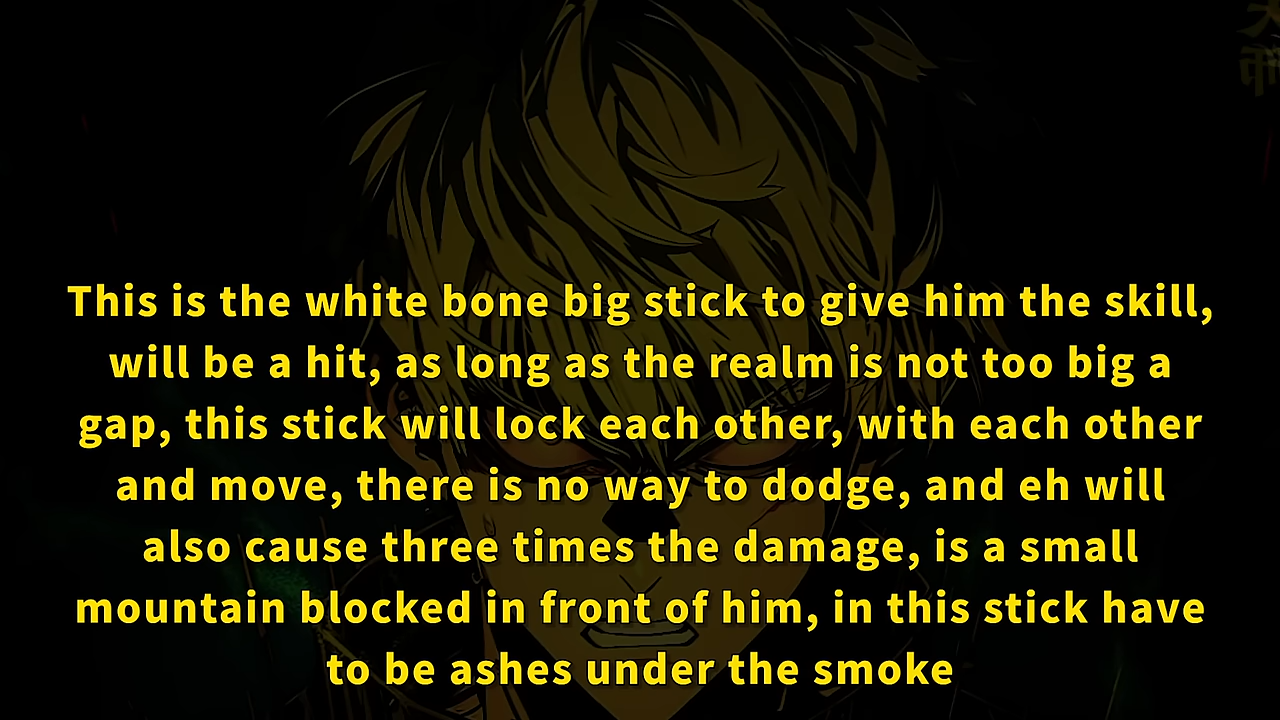 大
帝
This is the white bone big stick to give him the skill,
will be a hit, as long as the realm is not too big a
gap, this stick will lock each other, with each other
and move, there is no way to dodge, and eh will
also cause three times the damage, is a small
mountain blocked in front of him, in this stick have
to be ashes under the smoke